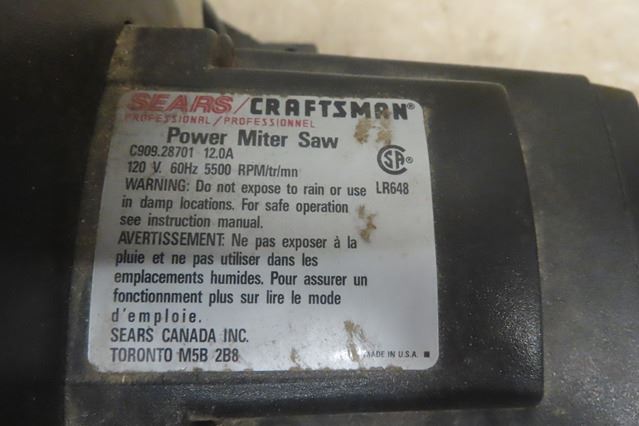 SEARS/CRAFTSMAN®
PROFESSIONAL/PROFESSIONNEL
Power Miter Saw
C909.28701 12.0A
120 V. 60Hz 5500 RPM/tr/mn
SA®
LR648
WARNING: Do not expose to rain or use
in damp locations. For safe operation
see instruction manual.
AVERTISSEMENT: Ne pas exposer à la
pluie et ne pas utilisér dans les
emplacements humides. Pour assurer un
fonctionnment plus sur lire le mode
d'emploie.
SEARS CANADA INC.
TORONTO M5B 2B8
MADE IN U.S.A.